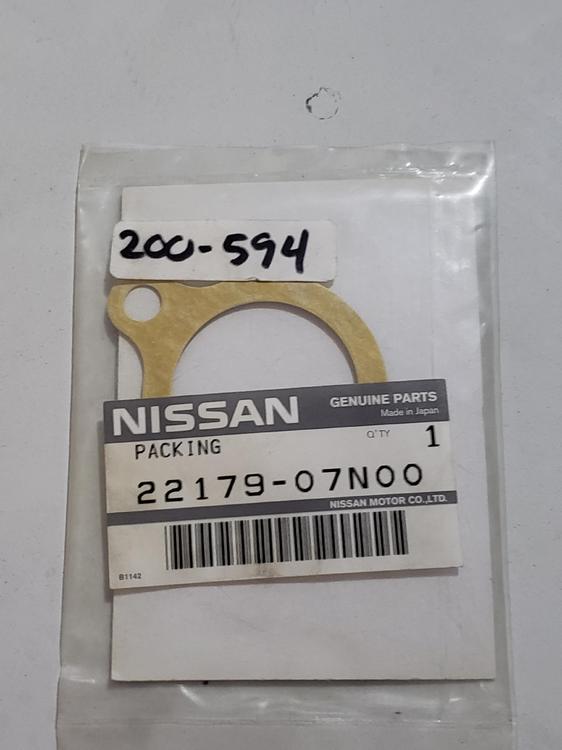 200-594
NISSAN
GENUINE PARTS
Made in Japan
PACKING
Q'TY 1
22179-07N00
NISSAN MOTOR CO.,LTD.
B1142